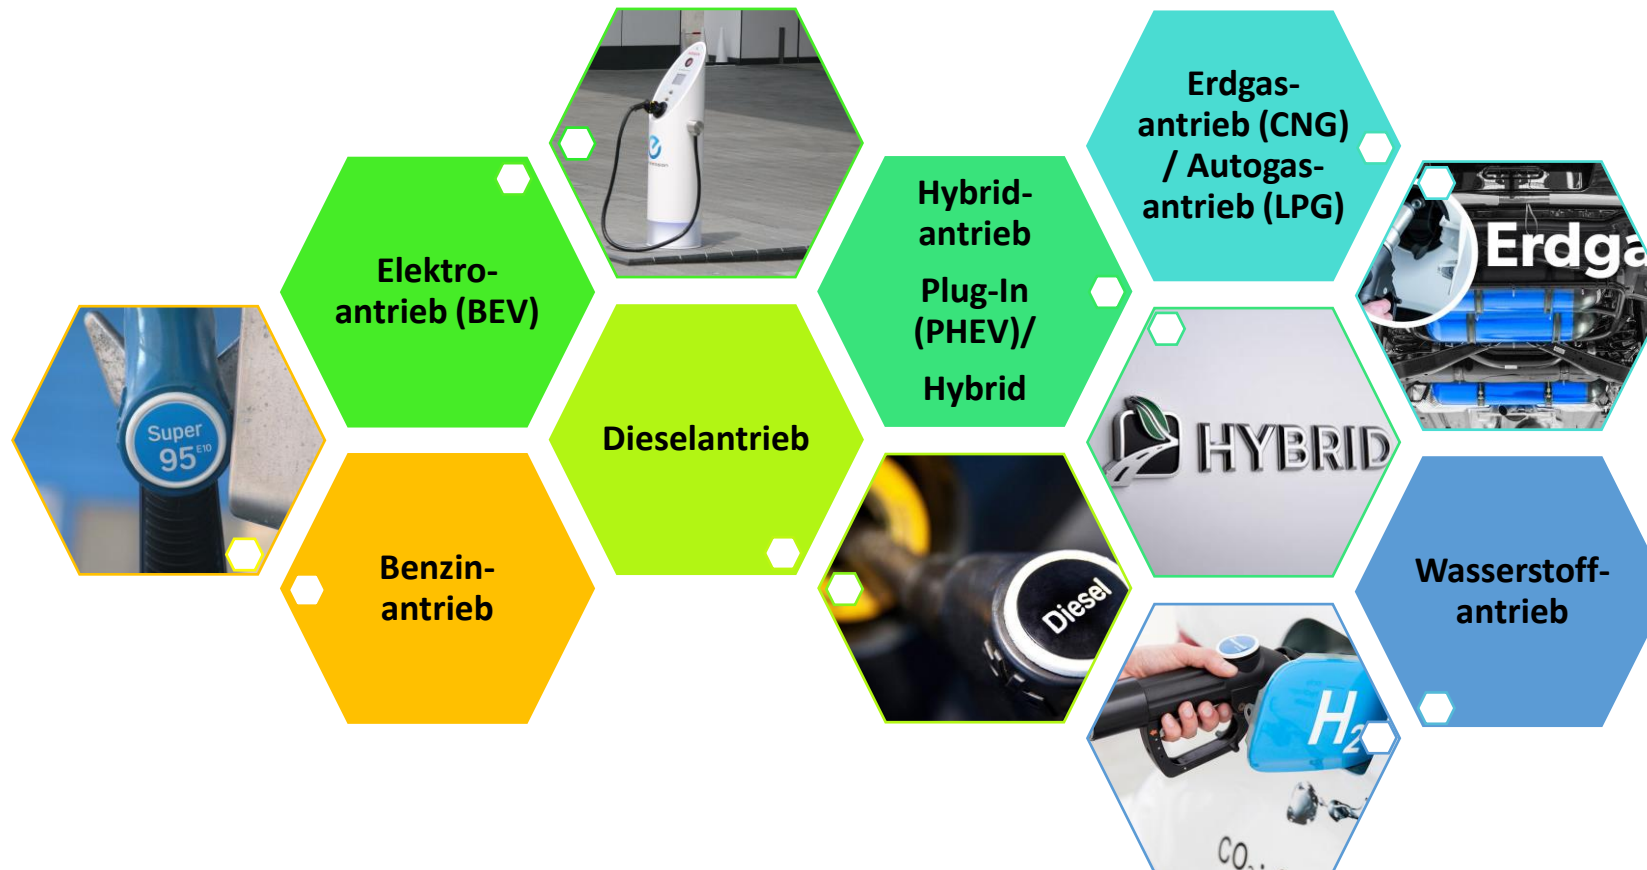 Erdgas-
antrieb (CNG)
/ Autogas-
antrieb (LPG)
Hybrid-
antrieb
Plug-In
(PHEV)/
Hybrid
Elektro-
antrieb (BEV)
Erdga
Super
95 E10
Dieselantrieb
HYBRID
Benzin-
antrieb
Diesel
Wasserstoff-
antrieb
H2
CO2